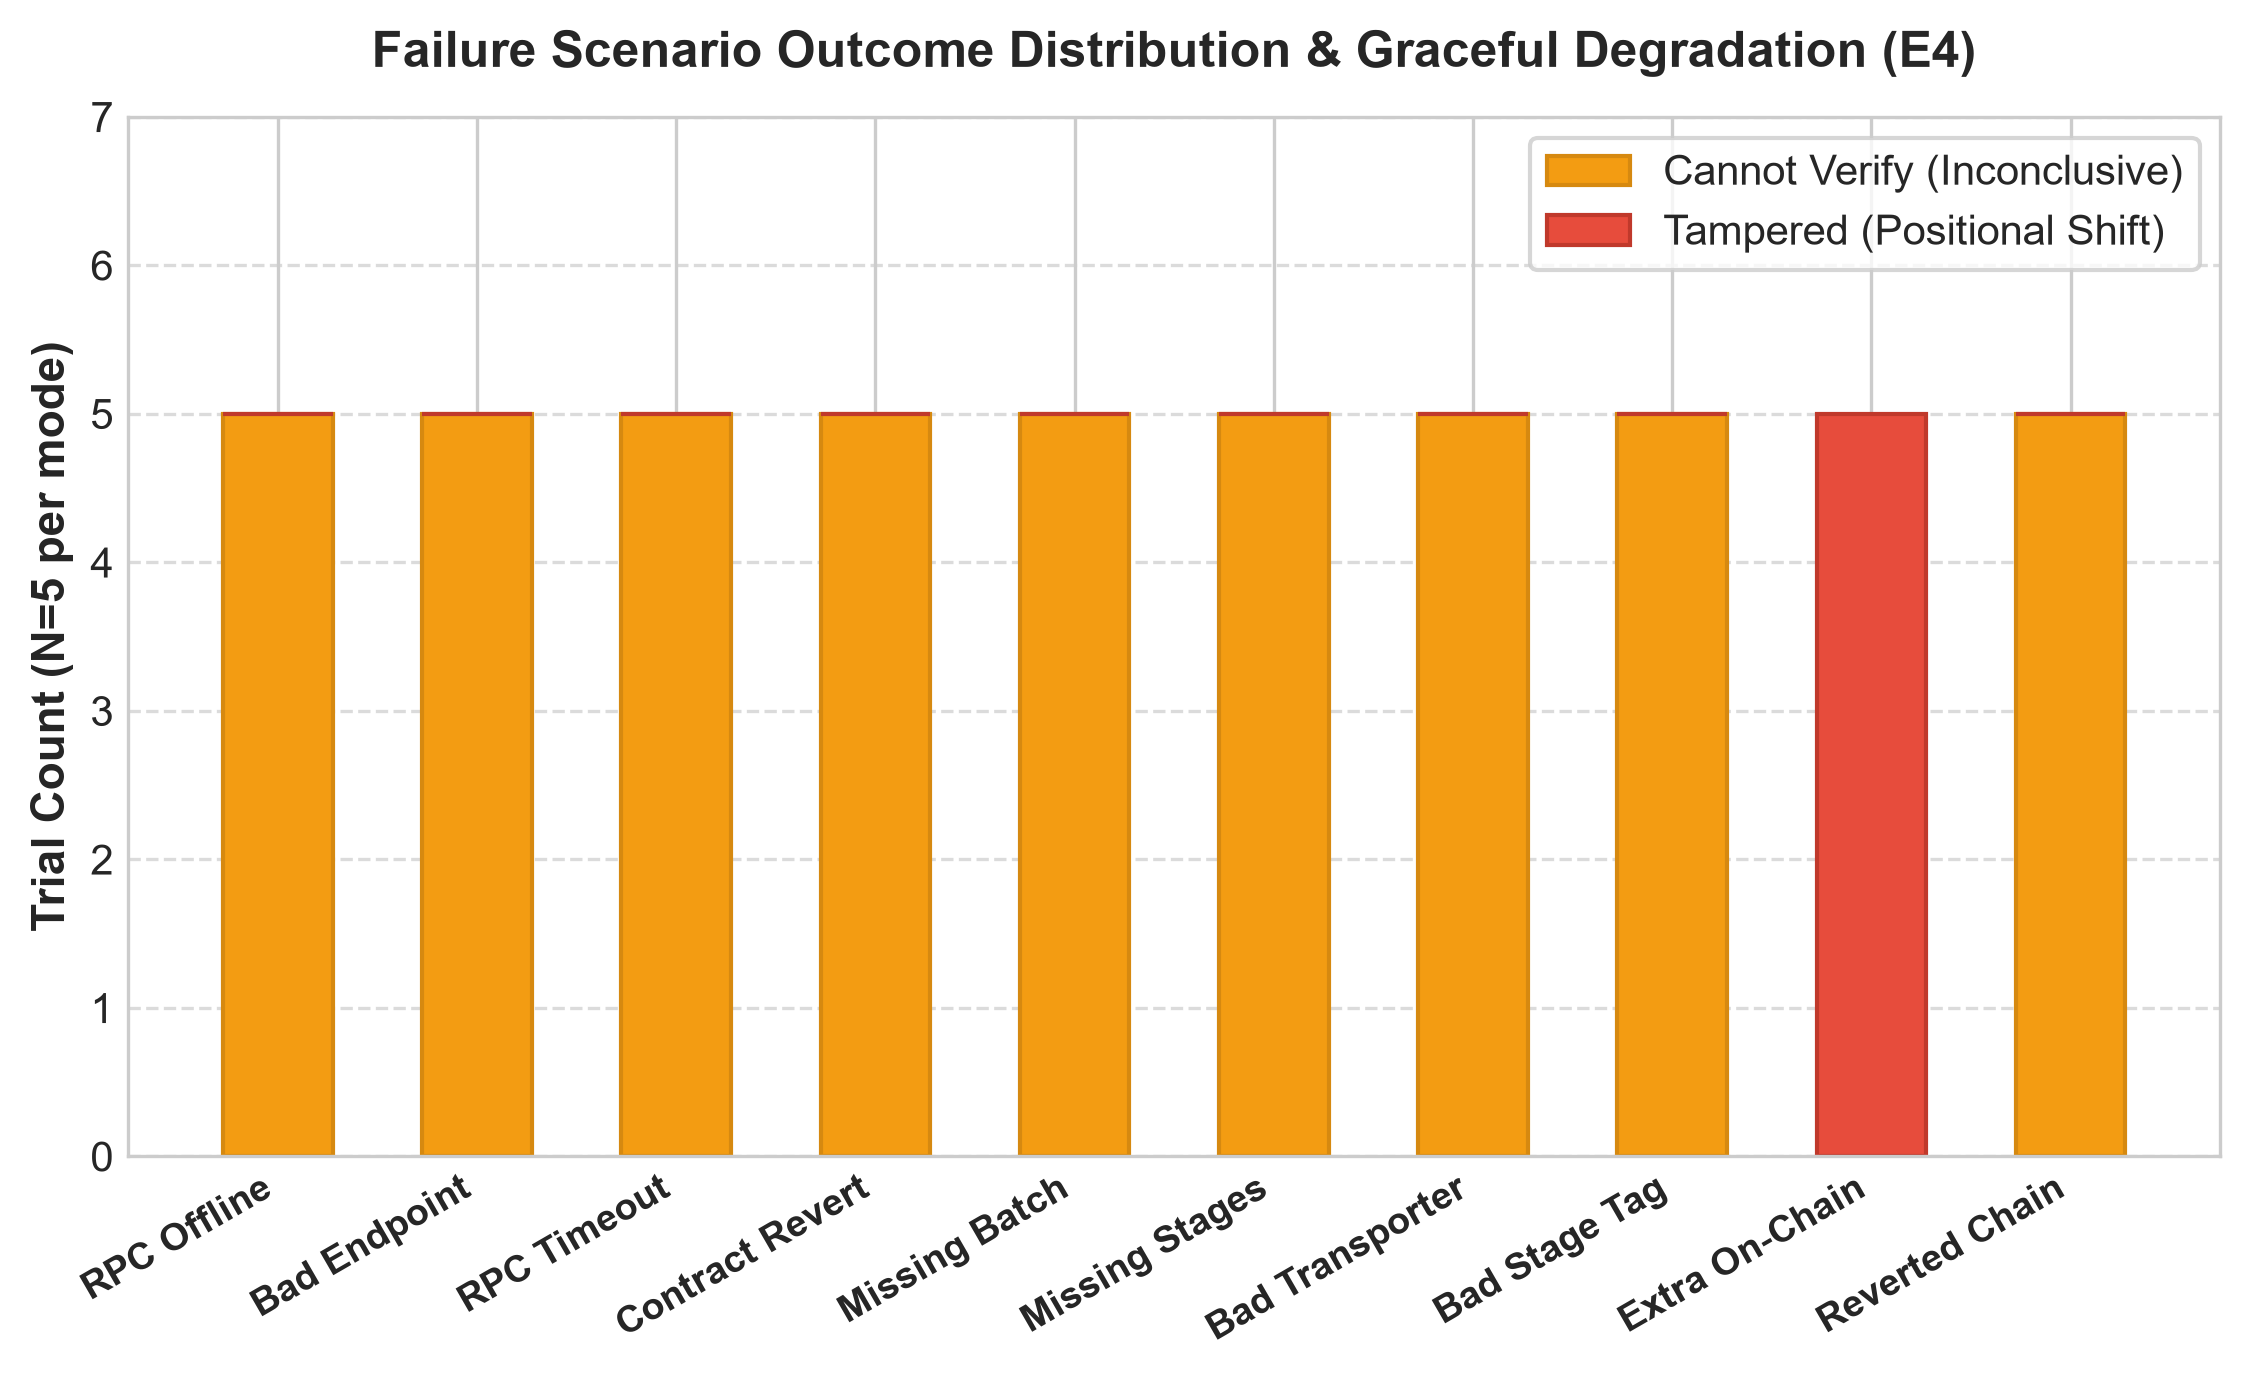 Failure Scenario Outcome Distribution & Graceful Degradation (E4)
Cannot Verify (Inconclusive)
Tampered (Positional Shift)
Trial Count (N=5 per mode)
7
6
5
4
3
2
1
0
RPC Offline
Bad Endpoint
RPC Timeout
Contract Revert
Missing Batch
Missing Stages
Bad Transporter
Bad Stage Tag
Extra On-Chain
Reverted Chain